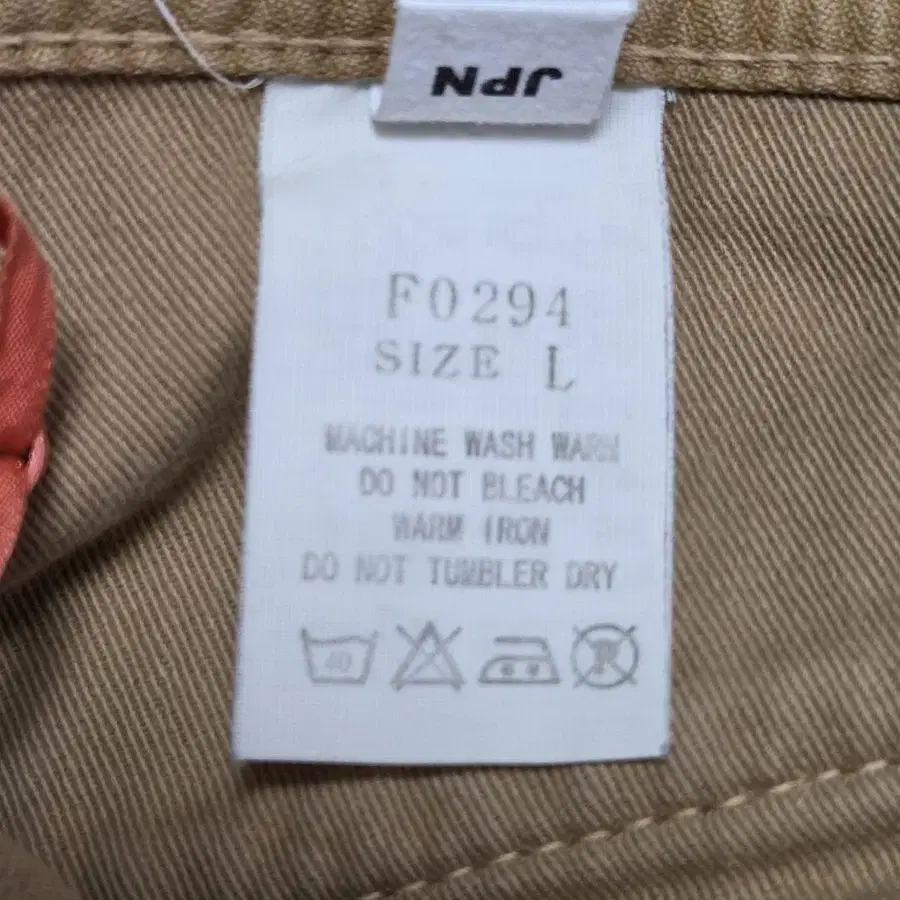 JPN
F0294
SIZE L
MACHINE WASH WARM
DO NOT BLEACH
WARM IRON
DO NOT TUMBLER DRY
40 P